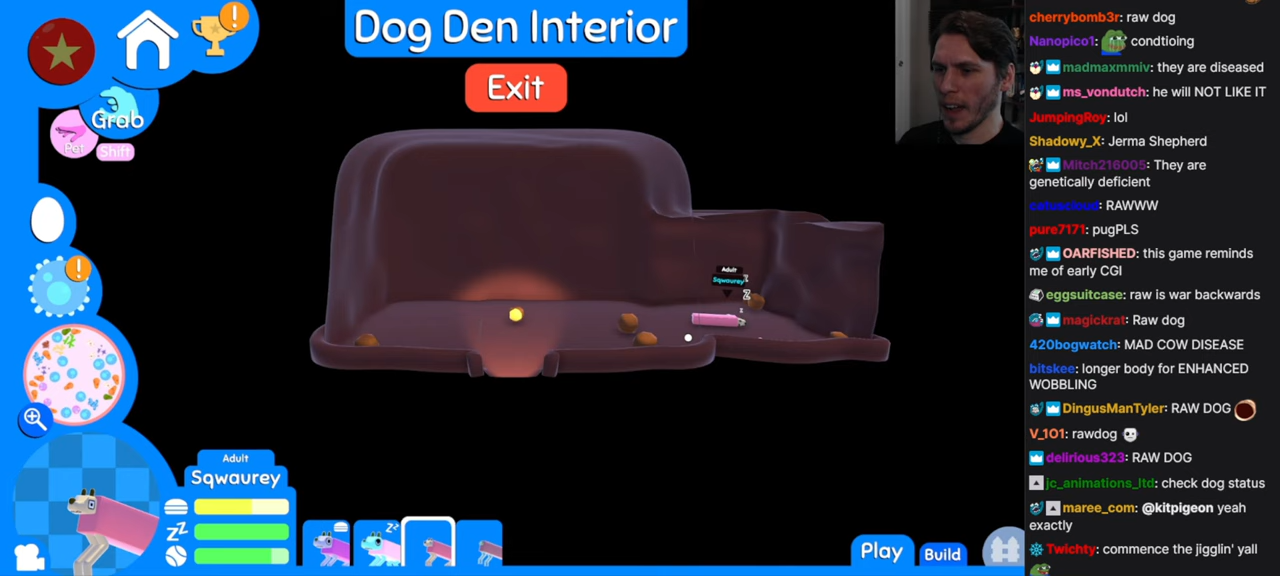 Dog Den Interior
Exit
Grab
Pet
Shift
Adult
Sqwaurey
Z
Adult
Sqwaurey
zZ
Play
Build
cherrybomb3r: raw dog
Nanopico1: condtioing
madmaxmmiv: they are diseased
ms_vondutch: he will NOT LIKE IT
JumpingRoy: lol
Shadowy_X: Jerma Shepherd
Mitch216005: They are
genetically deficient
: RAWWW
pure7171: pugPLS
OARFISHED: this game reminds
me of early CGI
eggsuitcase: raw is war backwards
magickrat: Raw dog
420bogwatch: MAD COW DISEASE
bitskee: longer body for ENHANCED
WOBBLING
DingusManTyler: RAW DOG
V_1O1: rawdog
delirious323: RAW DOG
jc_animations_ltd: check dog status
maree_com: @kitpigeon yeah
exactly
Twichty: commence the jigglin' yall